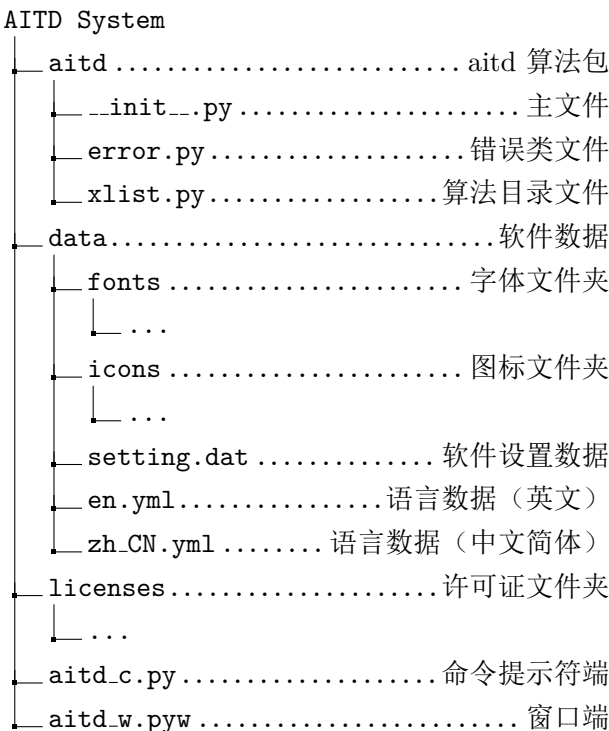 AITD System
aitd .......................... aitd 算法包
__init__.py ..................... 主文件
error.py ................... 错误类文件
xlist.py ................. 算法目录文件
data ............................. 软件数据
fonts ....................... 字体文件夹
...
icons ....................... 图标文件夹
...
setting.dat .............. 软件设置数据
en.yml ................ 语言数据（英文）
zh_CN.yml ........ 语言数据（中文简体）
licenses ..................... 许可证文件夹
...
aitd_c.py .................... 命令提示符端
aitd_w.pyw ......................... 窗口端